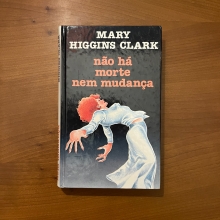 MARY
HIGGINS CLARK
não há
morte
nem mudança